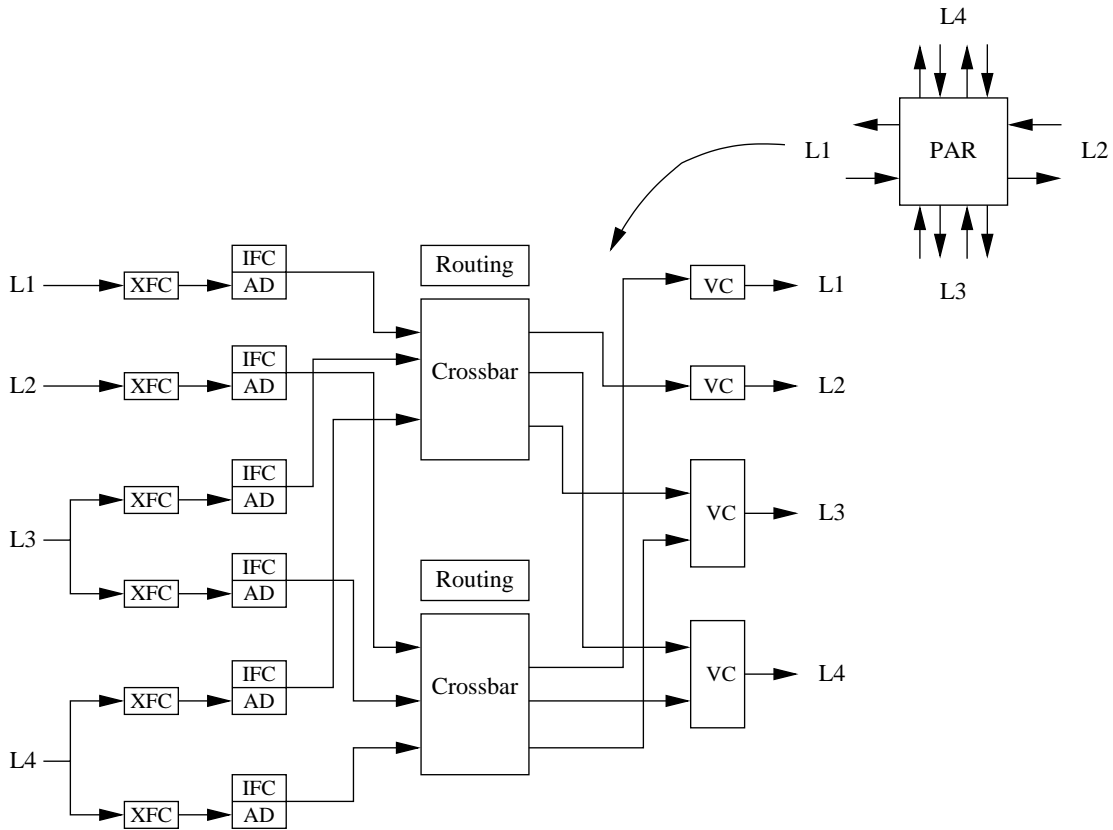 L4
L1
PAR
L2
L3
L1
XFC
IFC
AD
Routing
VC
L1
L2
XFC
IFC
AD
Crossbar
VC
L2
XFC
IFC
AD
L3
VC
L3
XFC
IFC
AD
Routing
XFC
IFC
AD
Crossbar
VC
L4
L4
XFC
IFC
AD